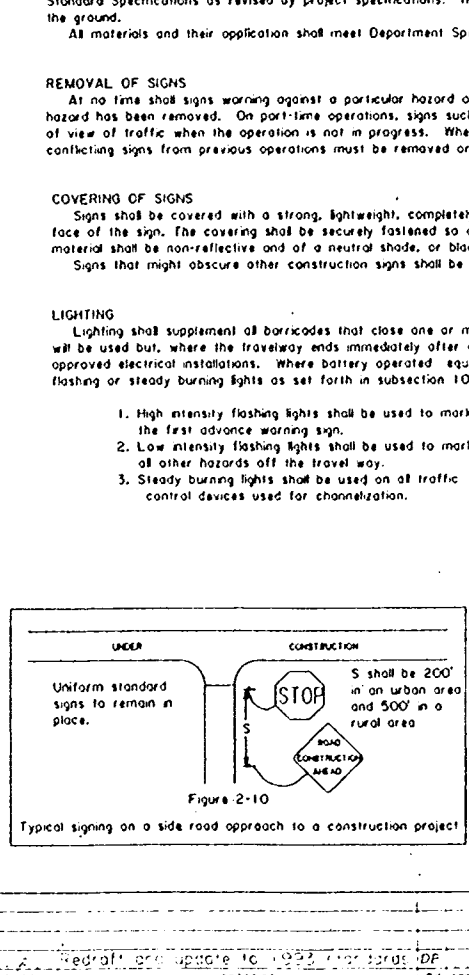 Standard Specifications as revised by project specifications.
the ground.
All materials and their application shall meet Department Sp
REMOVAL OF SIGNS
At no time shall signs warning against a particular hazard o
hazard has been removed. On part-time operations, signs suc
of view of traffic when the operation is not in progress. Whe
conflicting signs from previous operations must be removed or
COVERING OF SIGNS
Signs shall be covered with a strong, lightweight, complete
face of the sign. The covering shall be securely fastened so
material shall be non-reflective and of a neutral shade, or bla
Signs that might obscure other construction signs shall be
LIGHTING
Lighting shall supplement all barricades that close one or m
will be used but, where the travelway ends immediately after
approved electrical installations. Where battery operated equ
flashing or steady burning lights as set forth in subsection 10
1. High intensity flashing lights shall be used to mark
the first advance warning sign.
2. Low intensity flashing lights shall be used to mark
all other hazards off the travel way.
3. Steady burning lights shall be used on all traffic
control devices used for channelization.
UNDER CONSTRUCTION
Uniform standard
signs to remain in
place.
STOP
S
S shall be 200'
in an urban area
and 500' in a
rural area
ROAD
CONSTRUCTION
AHEAD
Figure 2-10
Typical signing on a side road approach to a construction project
Redraft and update to 1993 standards DP